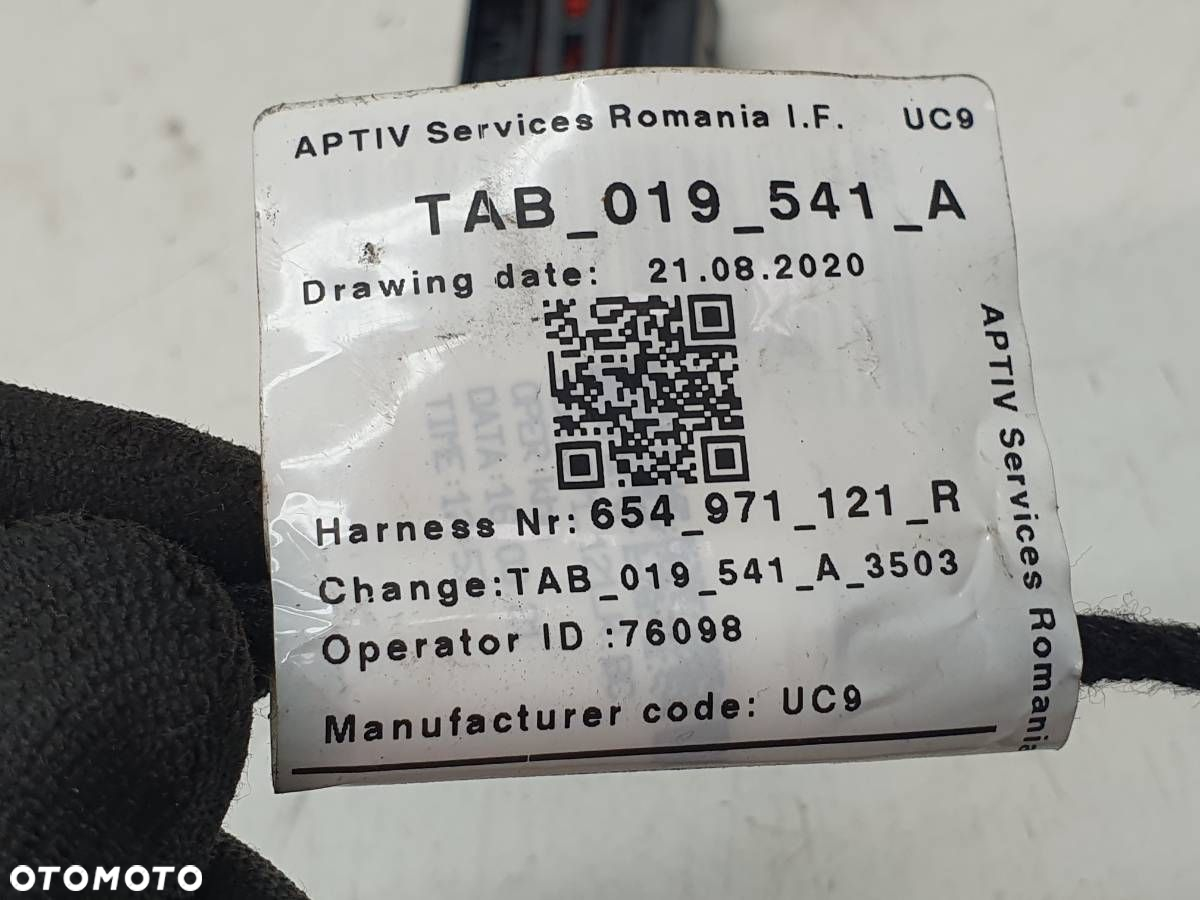 APTIV Services Romania I.F. UC9
TAB_019_541_A
Drawing date: 21.08.2020
Harness Nr: 654_971_121_R
Change:TAB_019_541_A_3503
Operator ID :76098
Manufacturer code: UC9
APTIV Services Romania
OTOMOTO